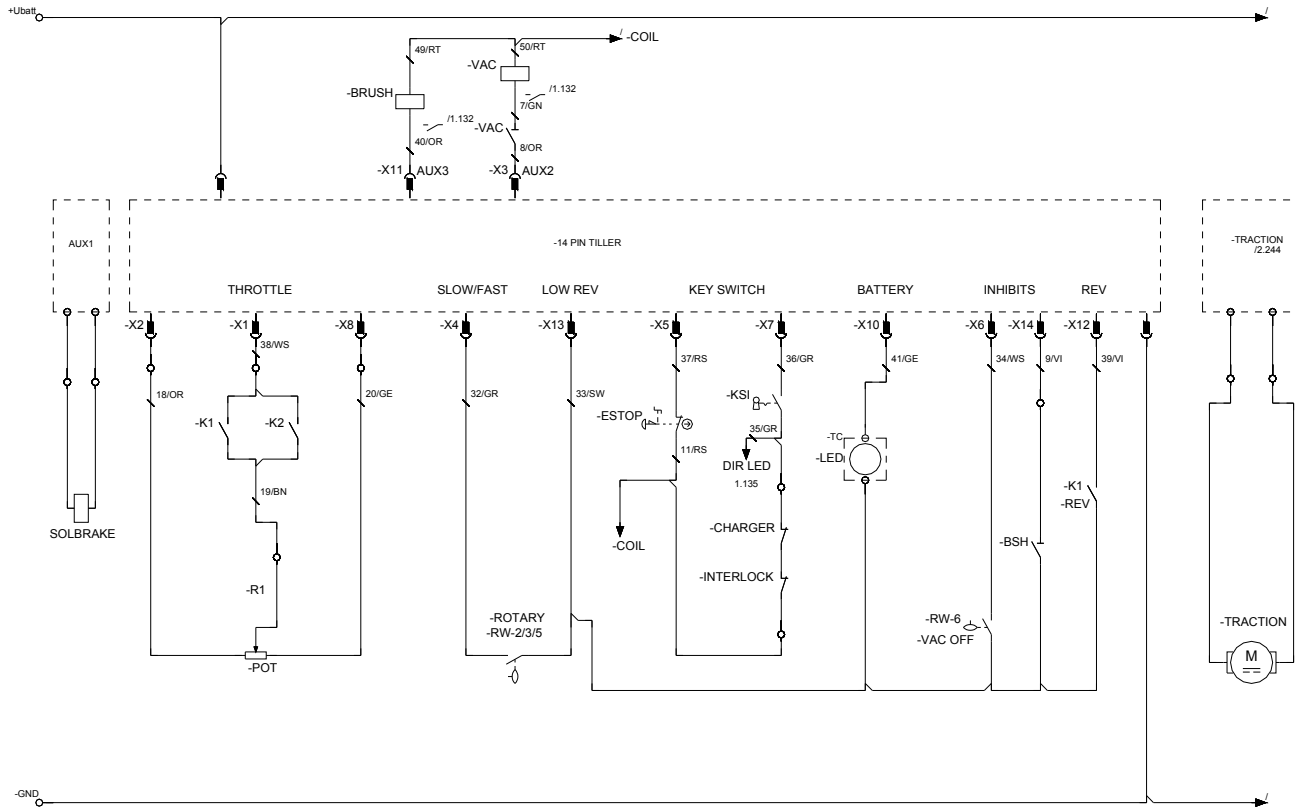 +Ubatt
/
/
-COIL
49/RT
50/RT
-VAC
-BRUSH
/1.132
7/GN
/1.132
-VAC
40/OR
8/OR
-X11 AUX3
-X3 AUX2
AUX1
-14 PIN TILLER
-TRACTION
/2.244
THROTTLE
SLOW/FAST
LOW REV
KEY SWITCH
BATTERY
INHIBITS
REV
-X2
-X1
-X8
-X4
-X13
-X5
-X7
-X10
-X6
-X14
-X12
38/WS
37/RS
36/GR
41/GE
34/WS
9/VI
39/VI
18/OR
20/GE
32/GR
33/SW
-KSI
-K1
-K2
-ESTOP
35/GR
-TC
-LED
11/RS
DIR LED
1.135
19/BN
-K1
-REV
SOLBRAKE
-CHARGER
-COIL
-BSH
-INTERLOCK
-R1
-ROTARY
-RW-2/3/5
-RW-6
-VAC OFF
-TRACTION
M
-POT
-GND
/